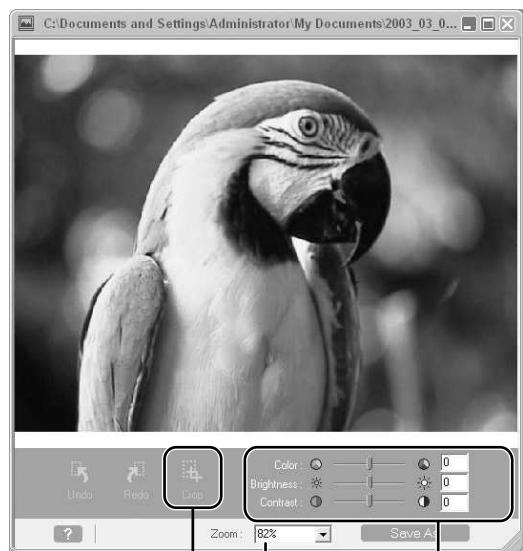 C:\Documents and Settings\Administrator\My Documents\2003_03_0...
Undo Redo Crop
Color : 0
Brightness : 0
Contrast : 0
? Zoom : 82% Save As